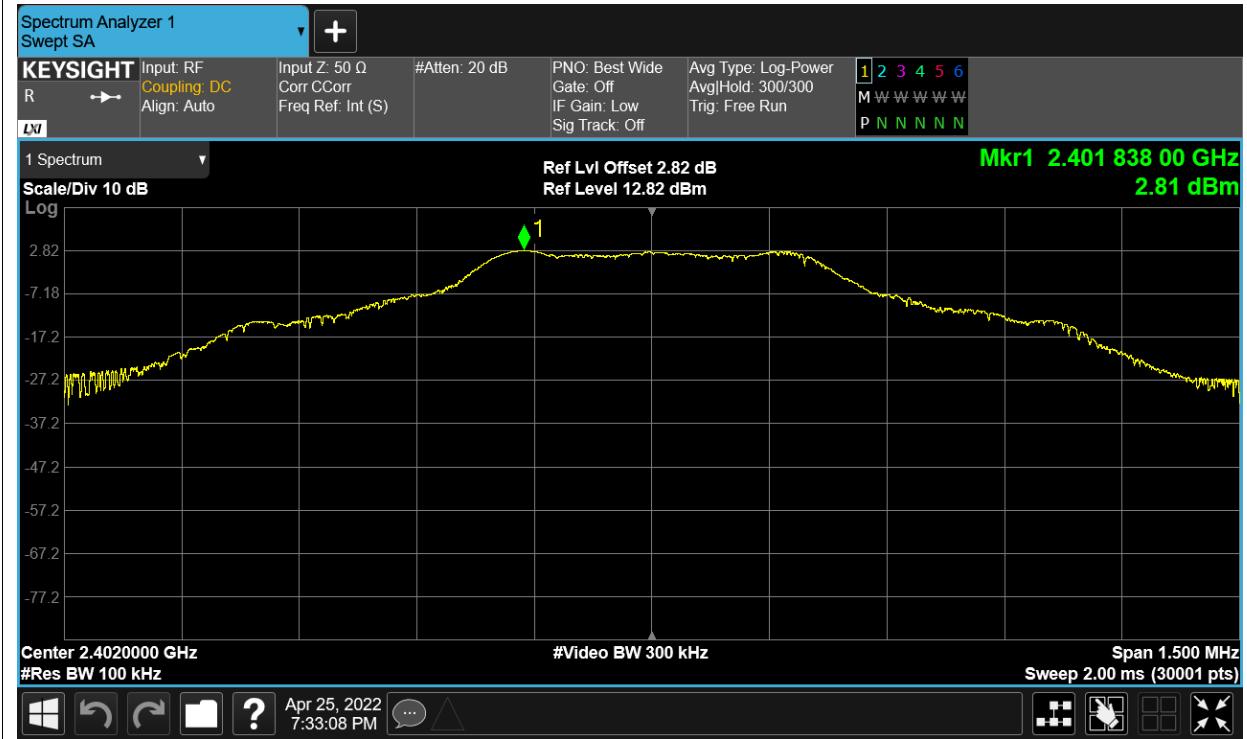 Spectrum Analyzer 1
Swept SA
+
KEYSIGHT
R
LXI
Input: RF
Coupling: DC
Align: Auto
Input Z: 50 Ω
Corr CCorr
Freq Ref: Int (S)
#Atten: 20 dB
PNO: Best Wide
Gate: Off
IF Gain: Low
Sig Track: Off
Avg Type: Log-Power
Avg|Hold: 300/300
Trig: Free Run
1 2 3 4 5 6
M W W W W W
P N N N N N
1 Spectrum
Scale/Div 10 dB
Ref Lvl Offset 2.82 dB
Ref Level 12.82 dBm
Mkr1 2.401 838 00 GHz
2.81 dBm
Log
1
2.82
-7.18
-17.2
-27.2
-37.2
-47.2
-57.2
-67.2
-77.2
Center 2.4020000 GHz
#Video BW 300 kHz
Span 1.500 MHz
#Res BW 100 kHz
Sweep 2.00 ms (30001 pts)
?
Apr 25, 2022
7:33:08 PM